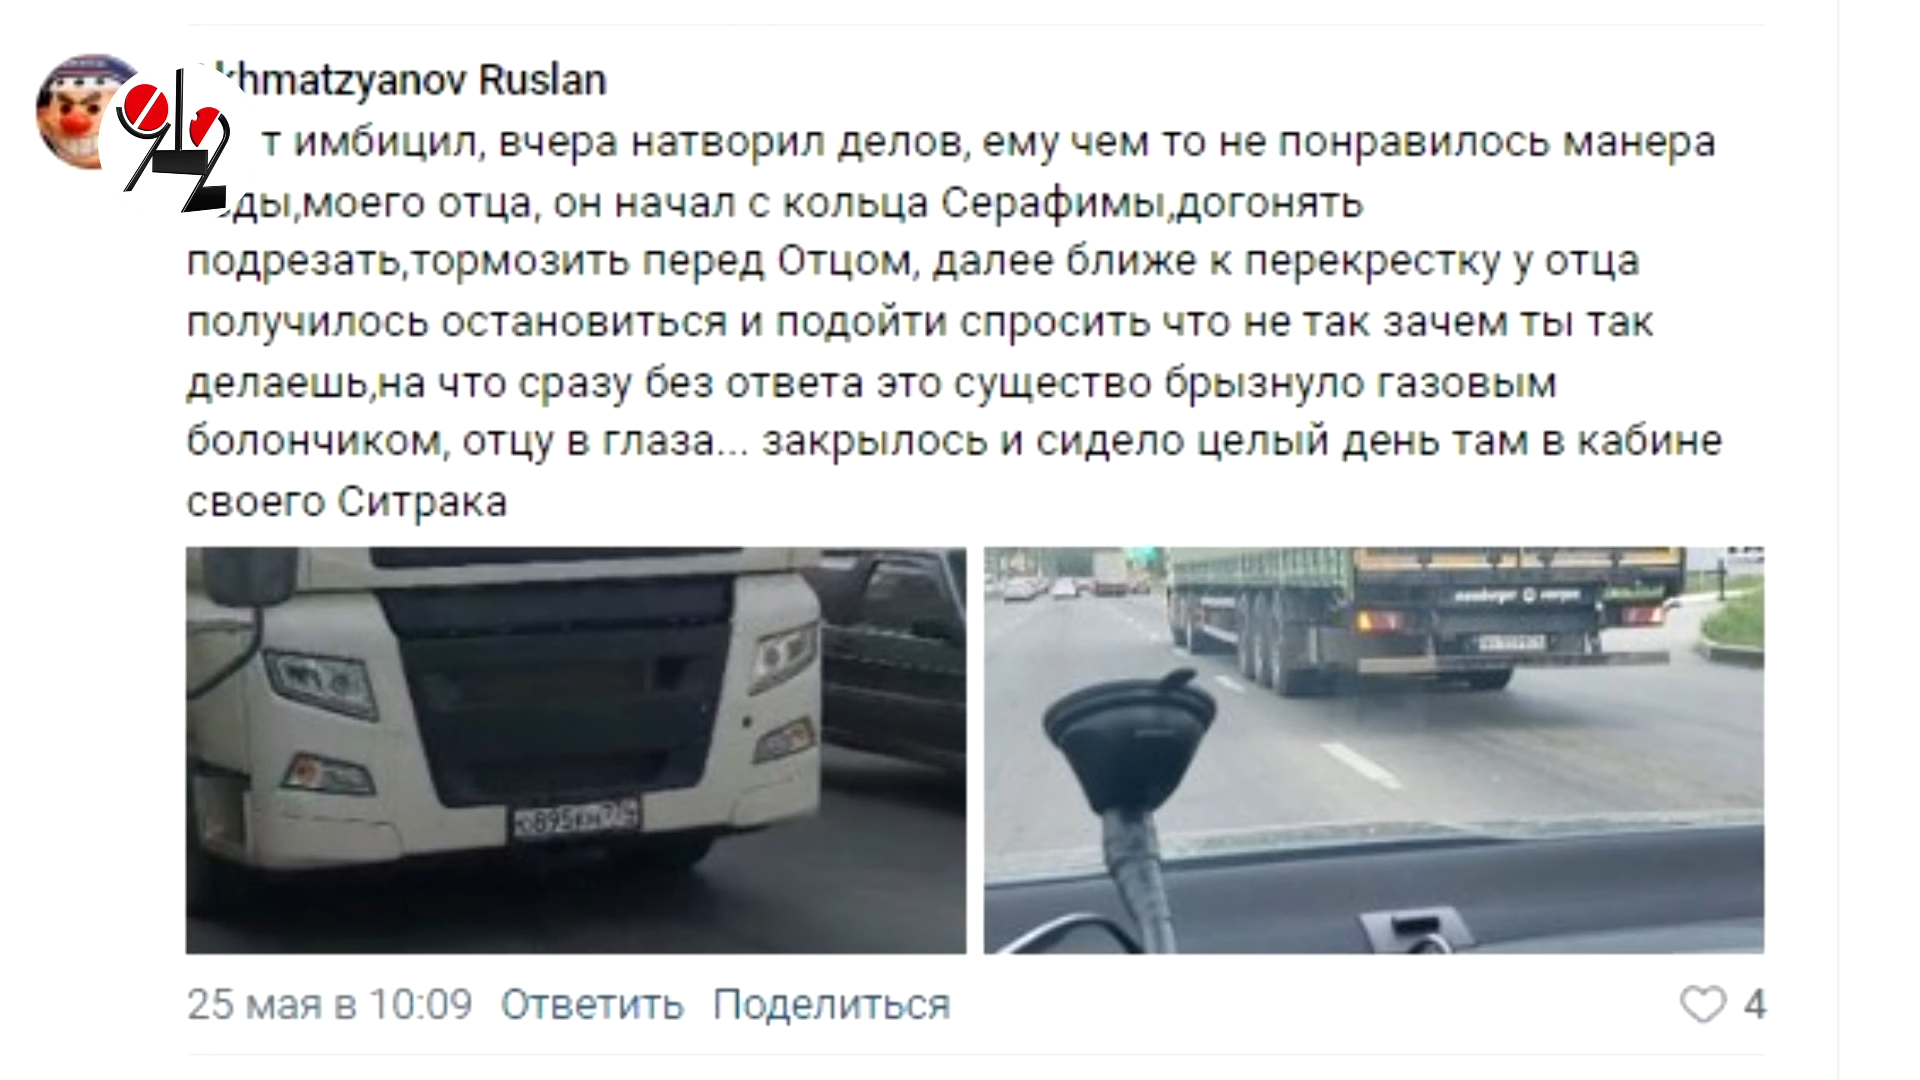 khmatzyanov Ruslan
т имбицил, вчера натворил делов, ему чем то не понравилось манера
ды,моего отца, он начал с кольца Серафимы,догонять
подрезать,тормозить перед Отцом, далее ближе к перекрестку у отца
получилось остановиться и подойти спросить что не так зачем ты так
делаешь,на что сразу без ответа это существо брызнуло газовым
болончиком, отцу в глаза... закрылось и сидело целый день там в кабине
своего Ситрака
25 мая в 10:09 Ответить Поделиться 4